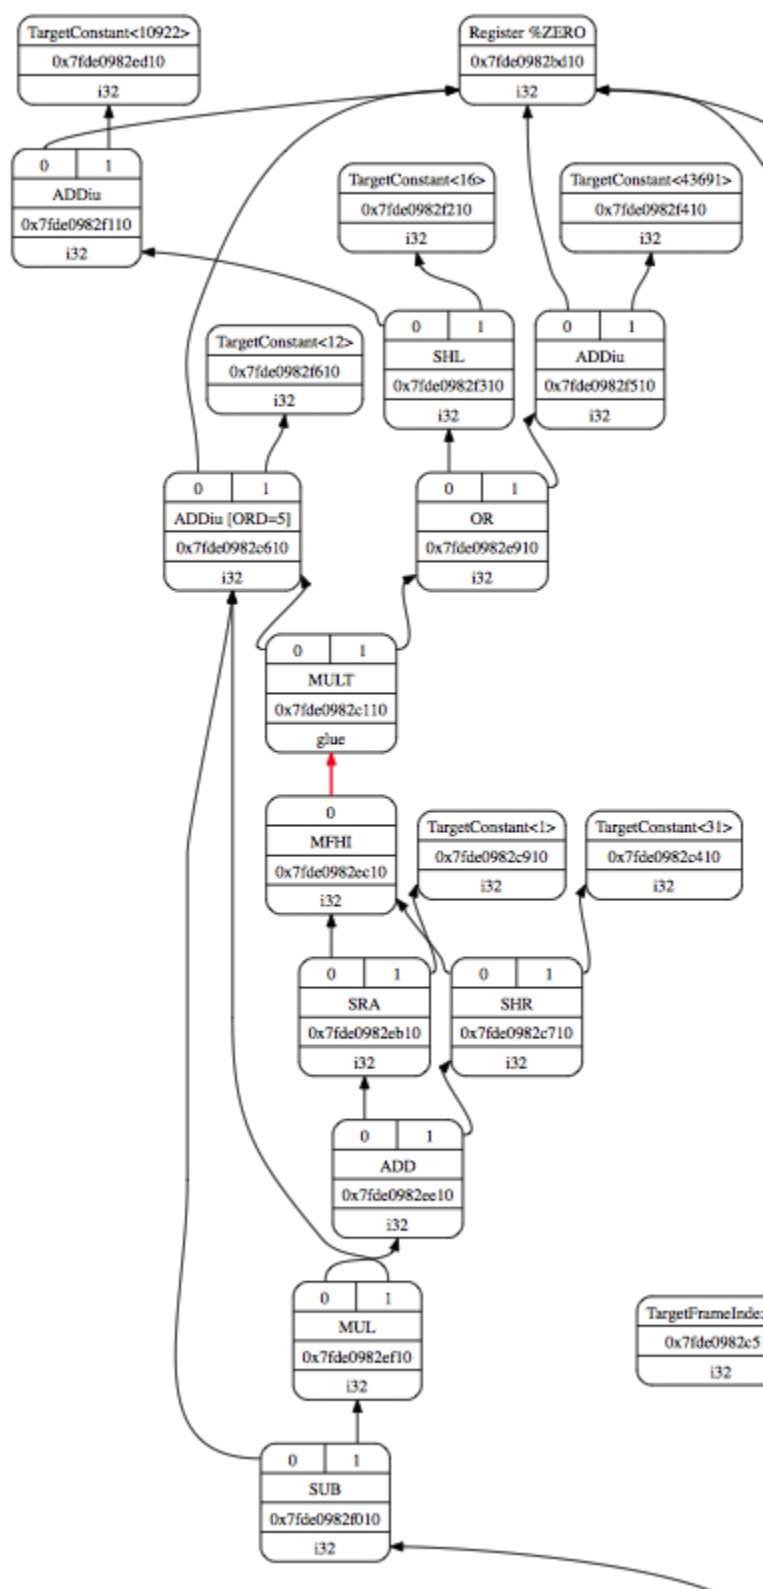 TargetConstant<10922>
0x7fde0982ed10
i32
Register %ZERO
0x7fde0982bd10
i32
0 1
ADDiu
0x7fde0982f110
i32
TargetConstant<16>
0x7fde0982f210
i32
TargetConstant<43691>
0x7fde0982f410
i32
0 1
SHL
0x7fde0982f310
i32
0 1
ADDiu
0x7fde0982f510
i32
TargetConstant<12>
0x7fde0982f610
i32
0 1
ADDiu [ORD=5]
0x7fde0982c610
i32
0 1
OR
0x7fde0982e910
i32
0 1
MULT
0x7fde0982c110
glue
0
MFHI
0x7fde0982ec10
i32
TargetConstant<1>
0x7fde0982c910
i32
TargetConstant<31>
0x7fde0982c410
i32
0 1
SRA
0x7fde0982eb10
i32
0 1
SHR
0x7fde0982c710
i32
0 1
ADD
0x7fde0982ee10
i32
0 1
MUL
0x7fde0982ef10
i32
TargetFrameIndex
0x7fde0982c5
i32
0 1
SUB
0x7fde0982f010
i32